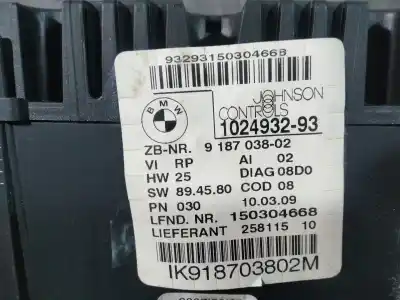 93293150304668
BMW
JOHNSON
CONTROLS
1024932-93
ZB-NR. 9 187 038-02
VI RP AI 02
HW 25 DIAG 08D0
SW 89.45.80 COD 08
PN 030 10.03.09
LFND. NR. 150304668
LIEFERANT 258115 10
IK918703802M